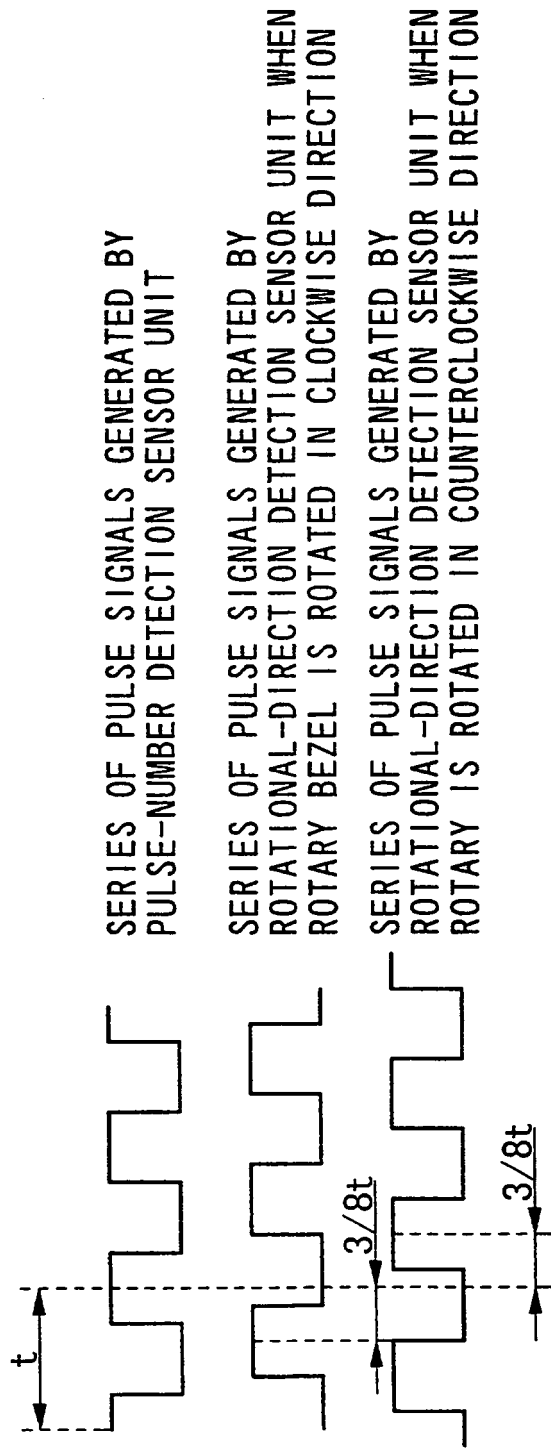 t
SERIES OF PULSE SIGNALS GENERATED BY
PULSE-NUMBER DETECTION SENSOR UNIT
SERIES OF PULSE SIGNALS GENERATED BY
ROTATIONAL-DIRECTION DETECTION SENSOR UNIT WHEN
ROTARY BEZEL IS ROTATED IN CLOCKWISE DIRECTION
3/8t
SERIES OF PULSE SIGNALS GENERATED BY
ROTATIONAL-DIRECTION DETECTION SENSOR UNIT WHEN
ROTARY IS ROTATED IN COUNTERCLOCKWISE DIRECTION
3/8t